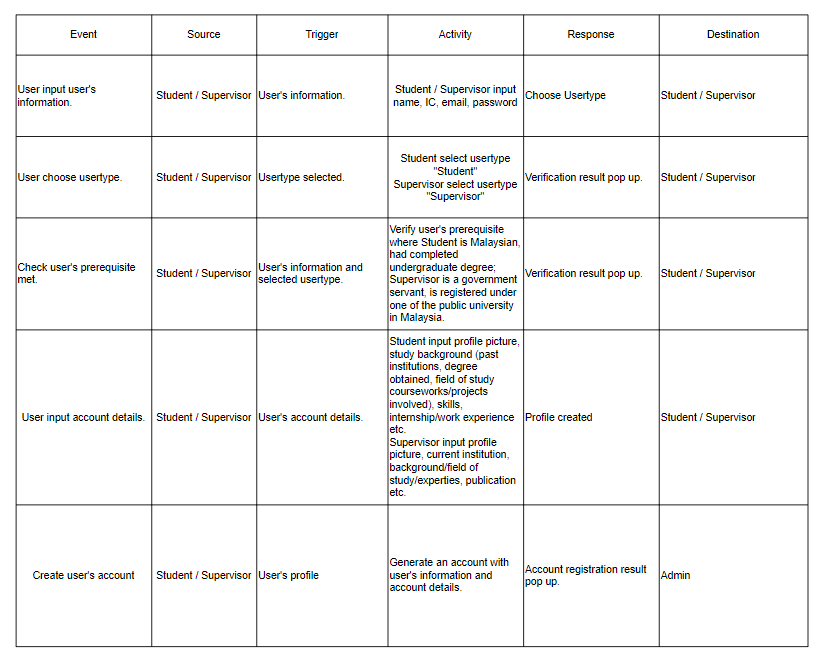 Event
Source
Trigger
Activity
Response
Destination
User input user's
information.
Student / Supervisor
User's information.
Student / Supervisor input
name, IC, email, password
Choose Usertype
Student / Supervisor
User choose usertype.
Student / Supervisor
Usertype selected.
Student select usertype
"Student"
Supervisor select usertype
"Supervisor"
Verification result pop up.
Student / Supervisor
Check user's prerequisite
met.
Student / Supervisor
User's information and
selected usertype.
Verify user's prerequisite
where Student is Malaysian,
had completed
undergraduate degree;
Supervisor is a government
servant, is registered under
one of the public university
in Malaysia.
Verification result pop up.
Student / Supervisor
User input account details.
Student / Supervisor
User's account details.
Student input profile picture,
study background (past
institutions, degree
obtained, field of study
courseworks/projects
involved), skills,
internship/work experience
etc.
Supervisor input profile
picture, current institution,
background/field of
study/experties, publication
etc.
Profile created
Student / Supervisor
Create user's account
Student / Supervisor
User's profile
Generate an account with
user's information and
account details.
Account registration result
pop up.
Admin